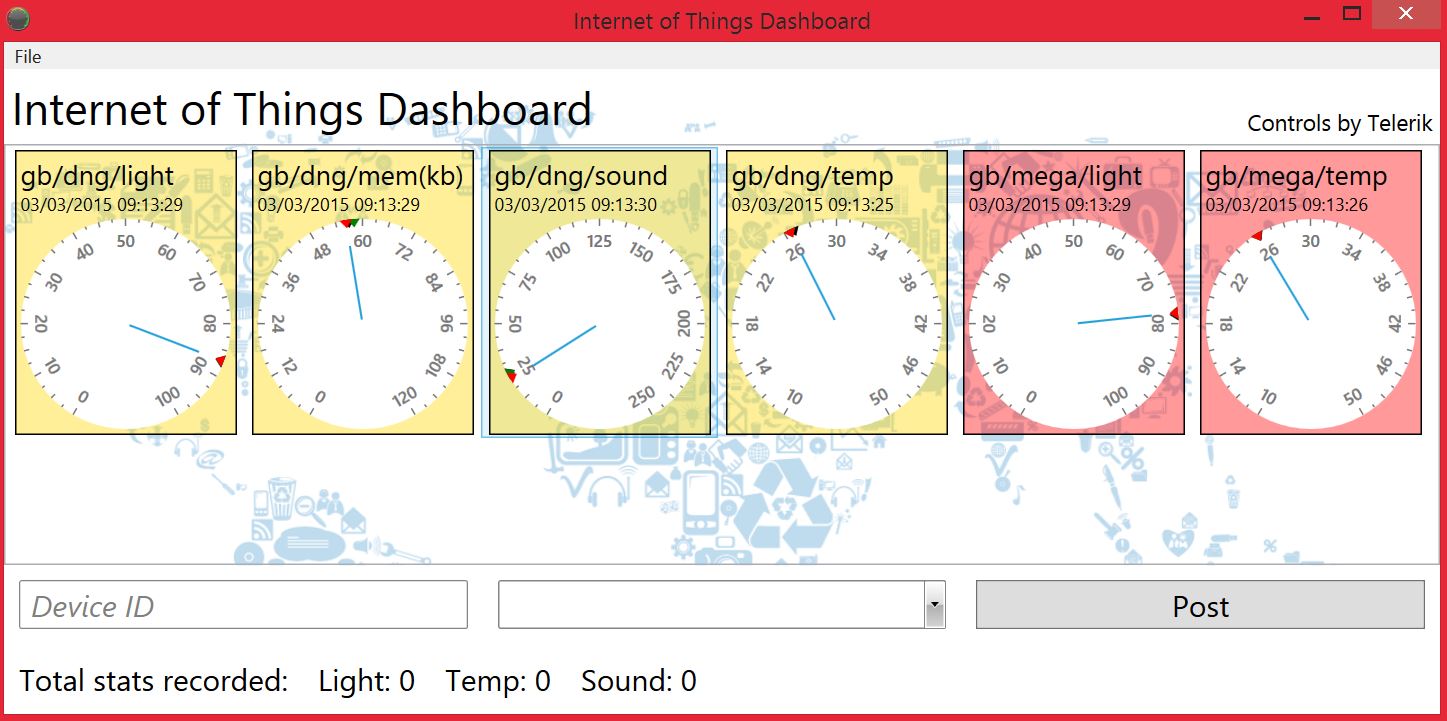 Internet of Things Dashboard
File
Internet of Things Dashboard
Controls by Telerik
gb/dng/light
03/03/2015 09:13:29
0 10 20 30 40 50 60 70 80 90 100
gb/dng/mem(kb)
03/03/2015 09:13:29
0 12 24 36 48 60 72 84 96 108 120
gb/dng/sound
03/03/2015 09:13:30
0 25 50 75 100 125 150 175 200 225 250
gb/dng/temp
03/03/2015 09:13:25
10 14 18 22 26 30 34 38 42 46 50
gb/mega/light
03/03/2015 09:13:29
0 10 20 30 40 50 60 70 80 90 100
gb/mega/temp
03/03/2015 09:13:26
10 14 18 22 26 30 34 38 42 46 50
Device ID
Post
Total stats recorded: Light: 0 Temp: 0 Sound: 0